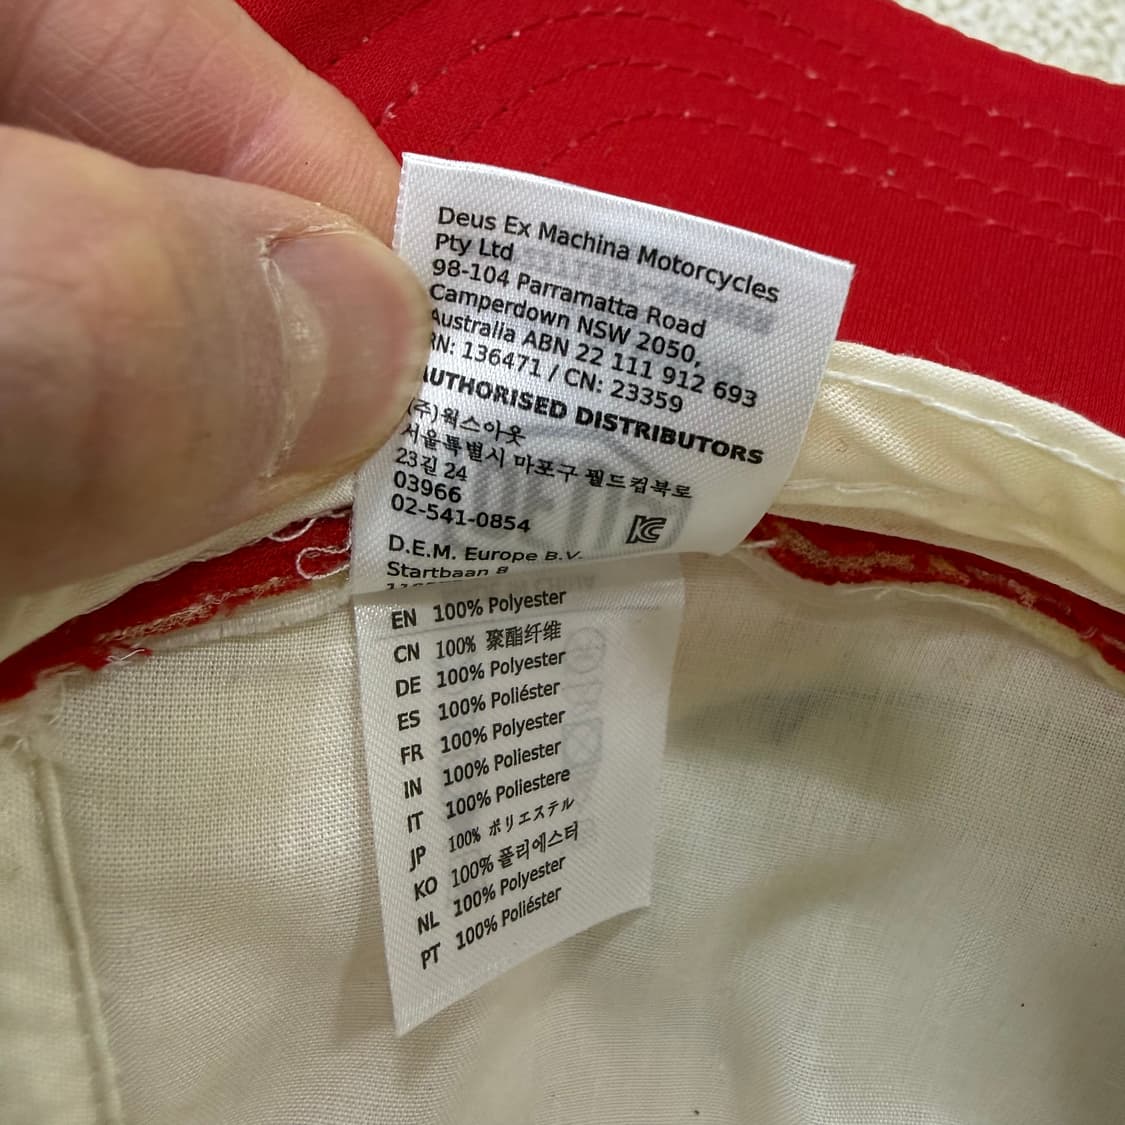 Deus Ex Machina Motorcycles
Pty Ltd
98-104 Parramatta Road
Camperdown NSW 2050,
Australia ABN 22 111 912 693
RN: 136471 / CN: 23359
AUTHORISED DISTRIBUTORS
(주)웍스아웃
서울특별시 마포구 월드컵북로
23길 24
03966
02-541-0854
D.E.M. Europe B.V.
Startbaan 8
EN 100% Polyester
CN 100% 聚酯纤维
DE 100% Polyester
ES 100% Poliéster
FR 100% Polyester
IN 100% Poliester
IT 100% Poliestere
JP 100% ポリエステル
KO 100% 폴리에스터
NL 100% Polyester
PT 100% Poliéster